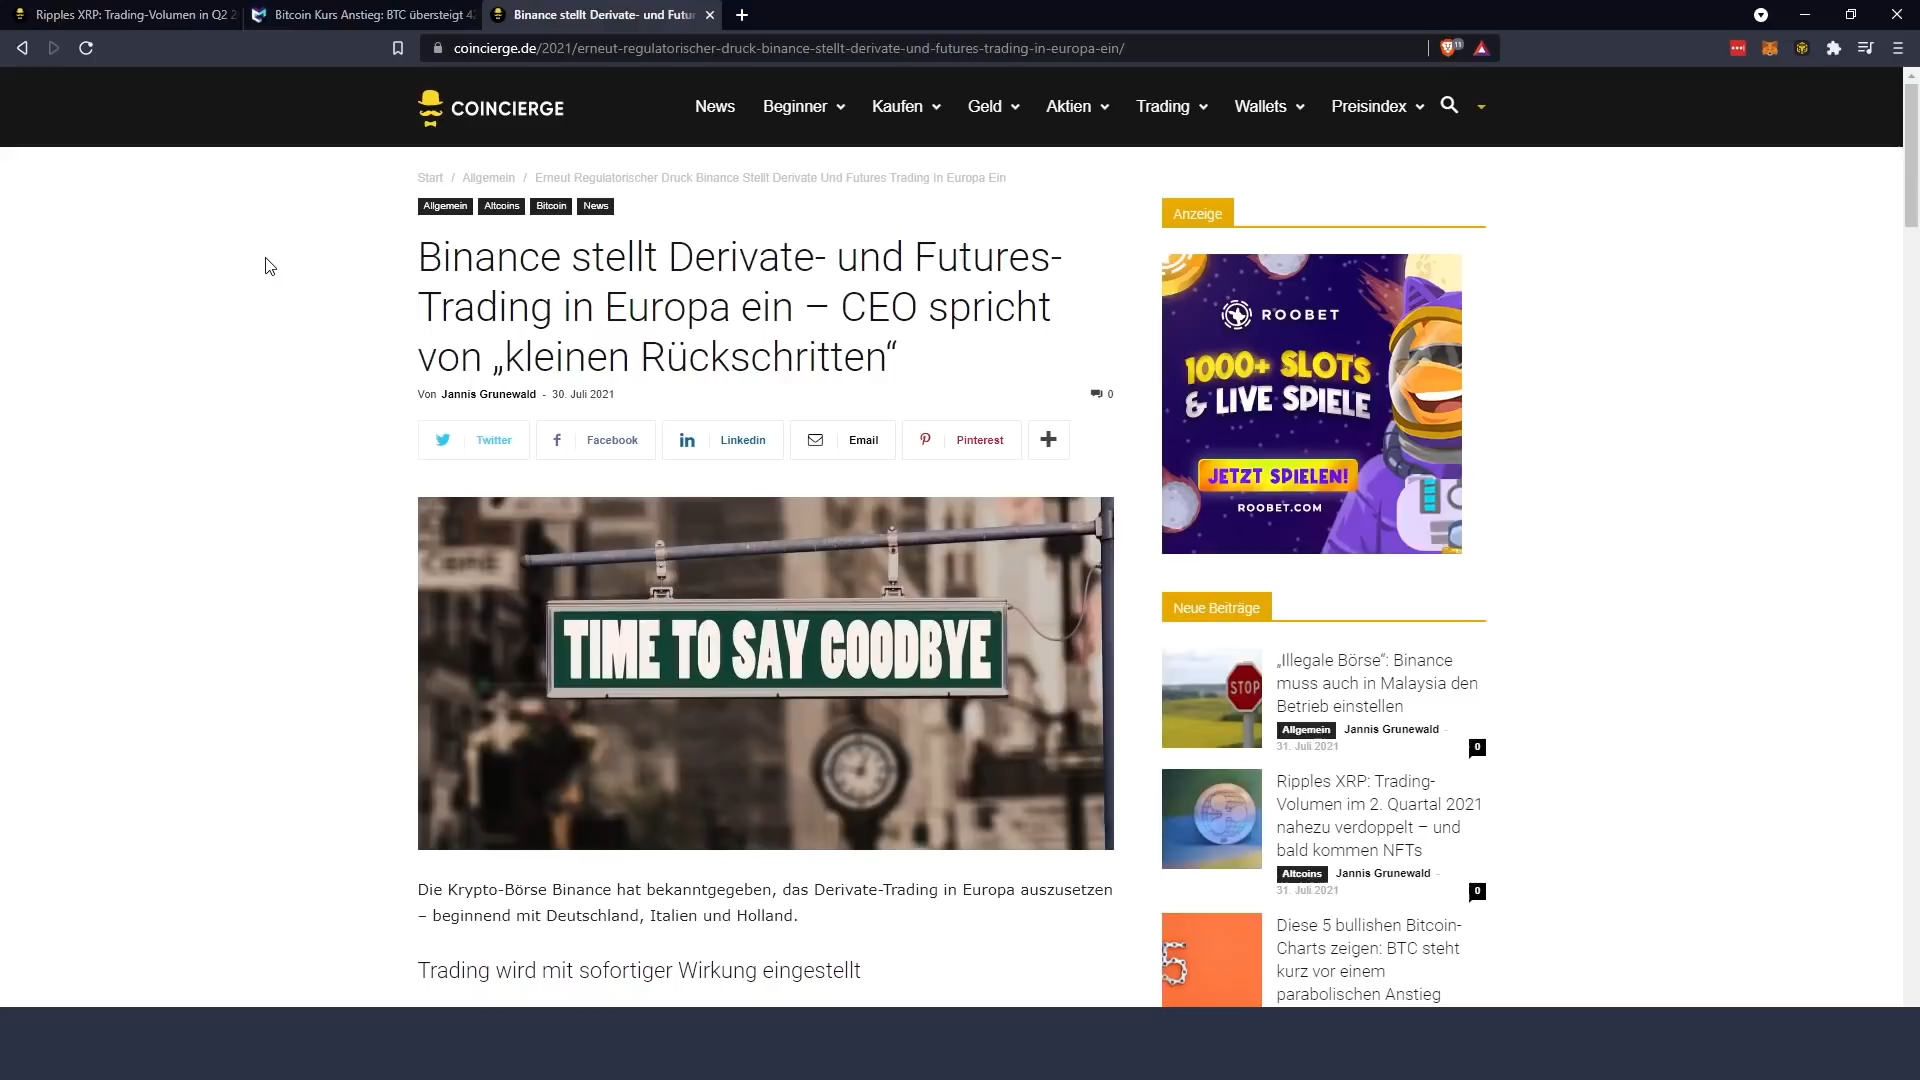 Ripples XRP: Trading-Volumen in Q2 2
Bitcoin Kurs Anstieg: BTC übersteigt 42
Binance stellt Derivate- und Futur
coincierge.de/2021/erneut-regulatorischer-druck-binance-stellt-derivate-und-futures-trading-in-europa-ein/
11
COINCIERGE
News Beginner Kaufen Geld Aktien Trading Wallets Preisindex
Start / Allgemein / Erneut Regulatorischer Druck Binance Stellt Derivate Und Futures Trading In Europa Ein
Allgemein Altcoins Bitcoin News
Binance stellt Derivate- und Futures-
Trading in Europa ein – CEO spricht
von „kleinen Rückschritten“
Von Jannis Grunewald - 30. Juli 2021
0
Twitter Facebook Linkedin Email Pinterest
TIME TO SAY GOODBYE
Die Krypto-Börse Binance hat bekanntgegeben, das Derivate-Trading in Europa auszusetzen
– beginnend mit Deutschland, Italien und Holland.
Trading wird mit sofortiger Wirkung eingestellt
Anzeige
ROOBET
1000+ SLOTS
& LIVE SPIELE
JETZT SPIELEN!
ROOBET.COM
Neue Beiträge
STOP
„Illegale Börse“: Binance
muss auch in Malaysia den
Betrieb einstellen
Allgemein Jannis Grunewald -
31. Juli 2021
0
Ripples XRP: Trading-
Volumen im 2. Quartal 2021
nahezu verdoppelt – und
bald kommen NFTs
Altcoins Jannis Grunewald -
31. Juli 2021
0
5
Diese 5 bullishen Bitcoin-
Charts zeigen: BTC steht
kurz vor einem
parabolischen Anstieg